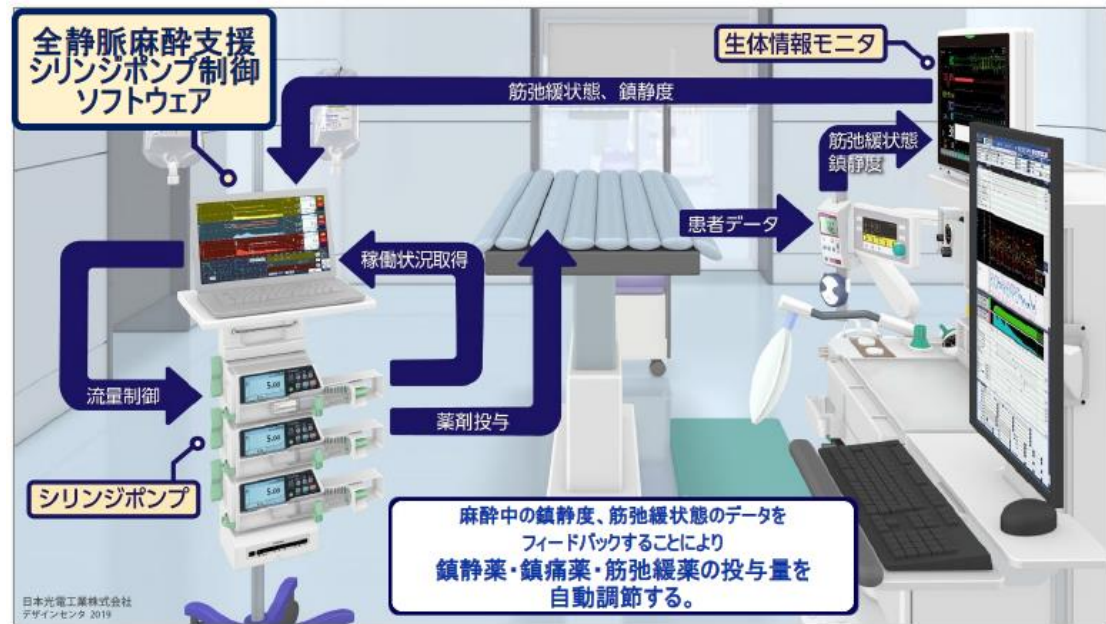 全静脈麻酔支援
シリンジポンプ制御
ソフトウェア
生体情報モニタ
筋弛緩状態、鎮静度
筋弛緩状態
鎮静度
患者データ
稼働状況取得
流量制御
薬剤投与
シリンジポンプ
5.00
5.00
5.00
麻酔中の鎮静度、筋弛緩状態のデータを
フィードバックすることにより
鎮静薬・鎮痛薬・筋弛緩薬の投与量を
自動調節する。
日本光電工業株式会社
デザインセンタ 2019